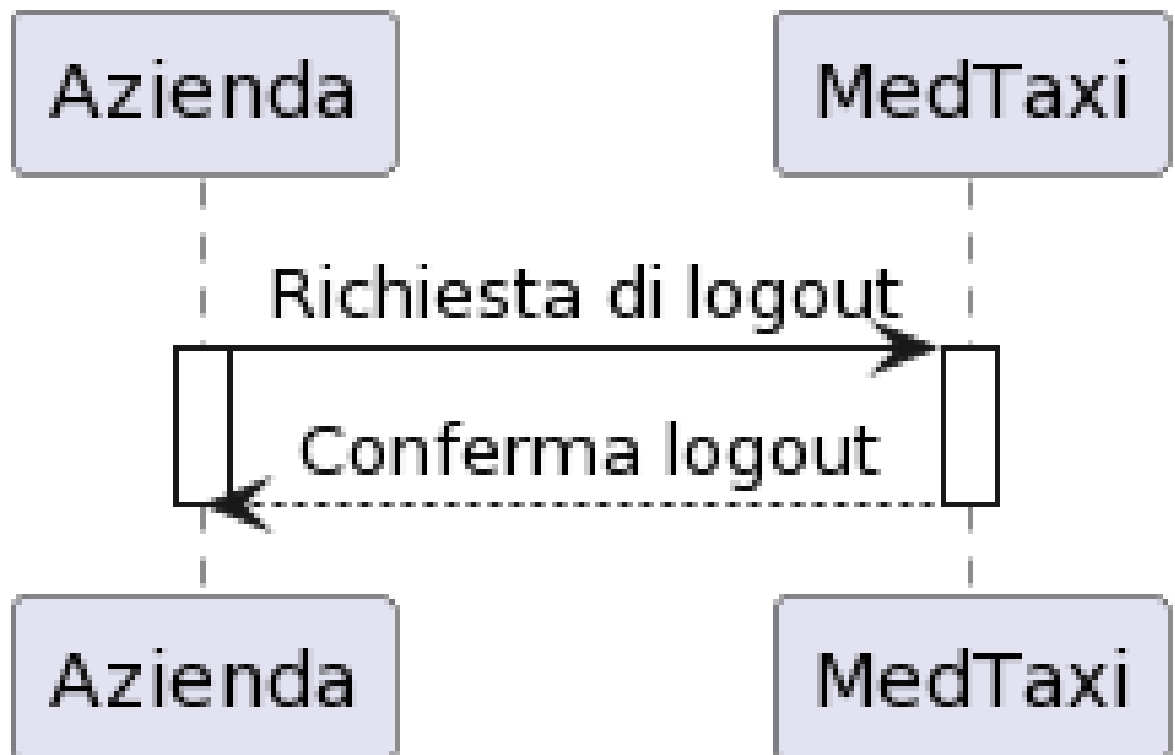 Azienda
MedTaxi
Richiesta di logout
Conferma logout
Azienda
MedTaxi